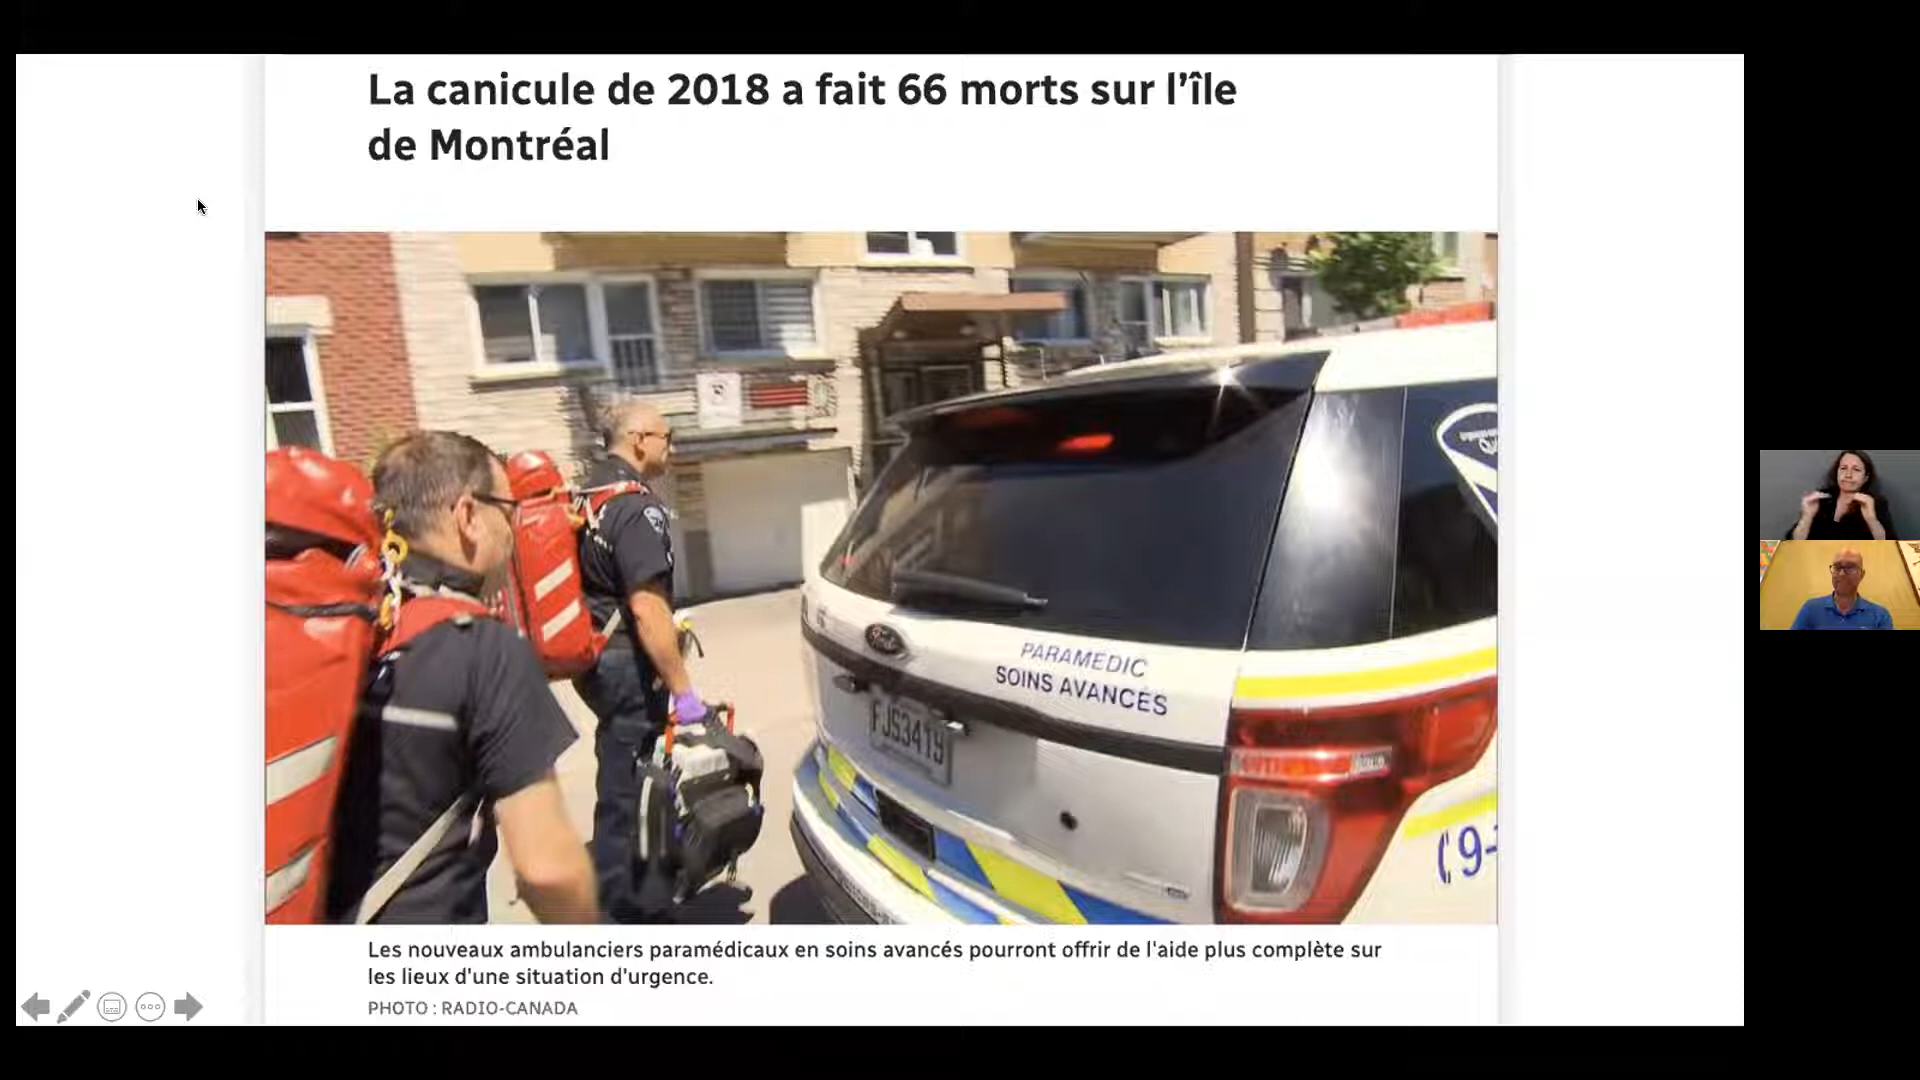 La canicule de 2018 a fait 66 morts sur l'île
de Montréal
PARAMEDIC
SOINS AVANCÉS
FJS3419
Les nouveaux ambulanciers paramédicaux en soins avancés pourront offrir de l'aide plus complète sur
les lieux d'une situation d'urgence.
PHOTO : RADIO-CANADA